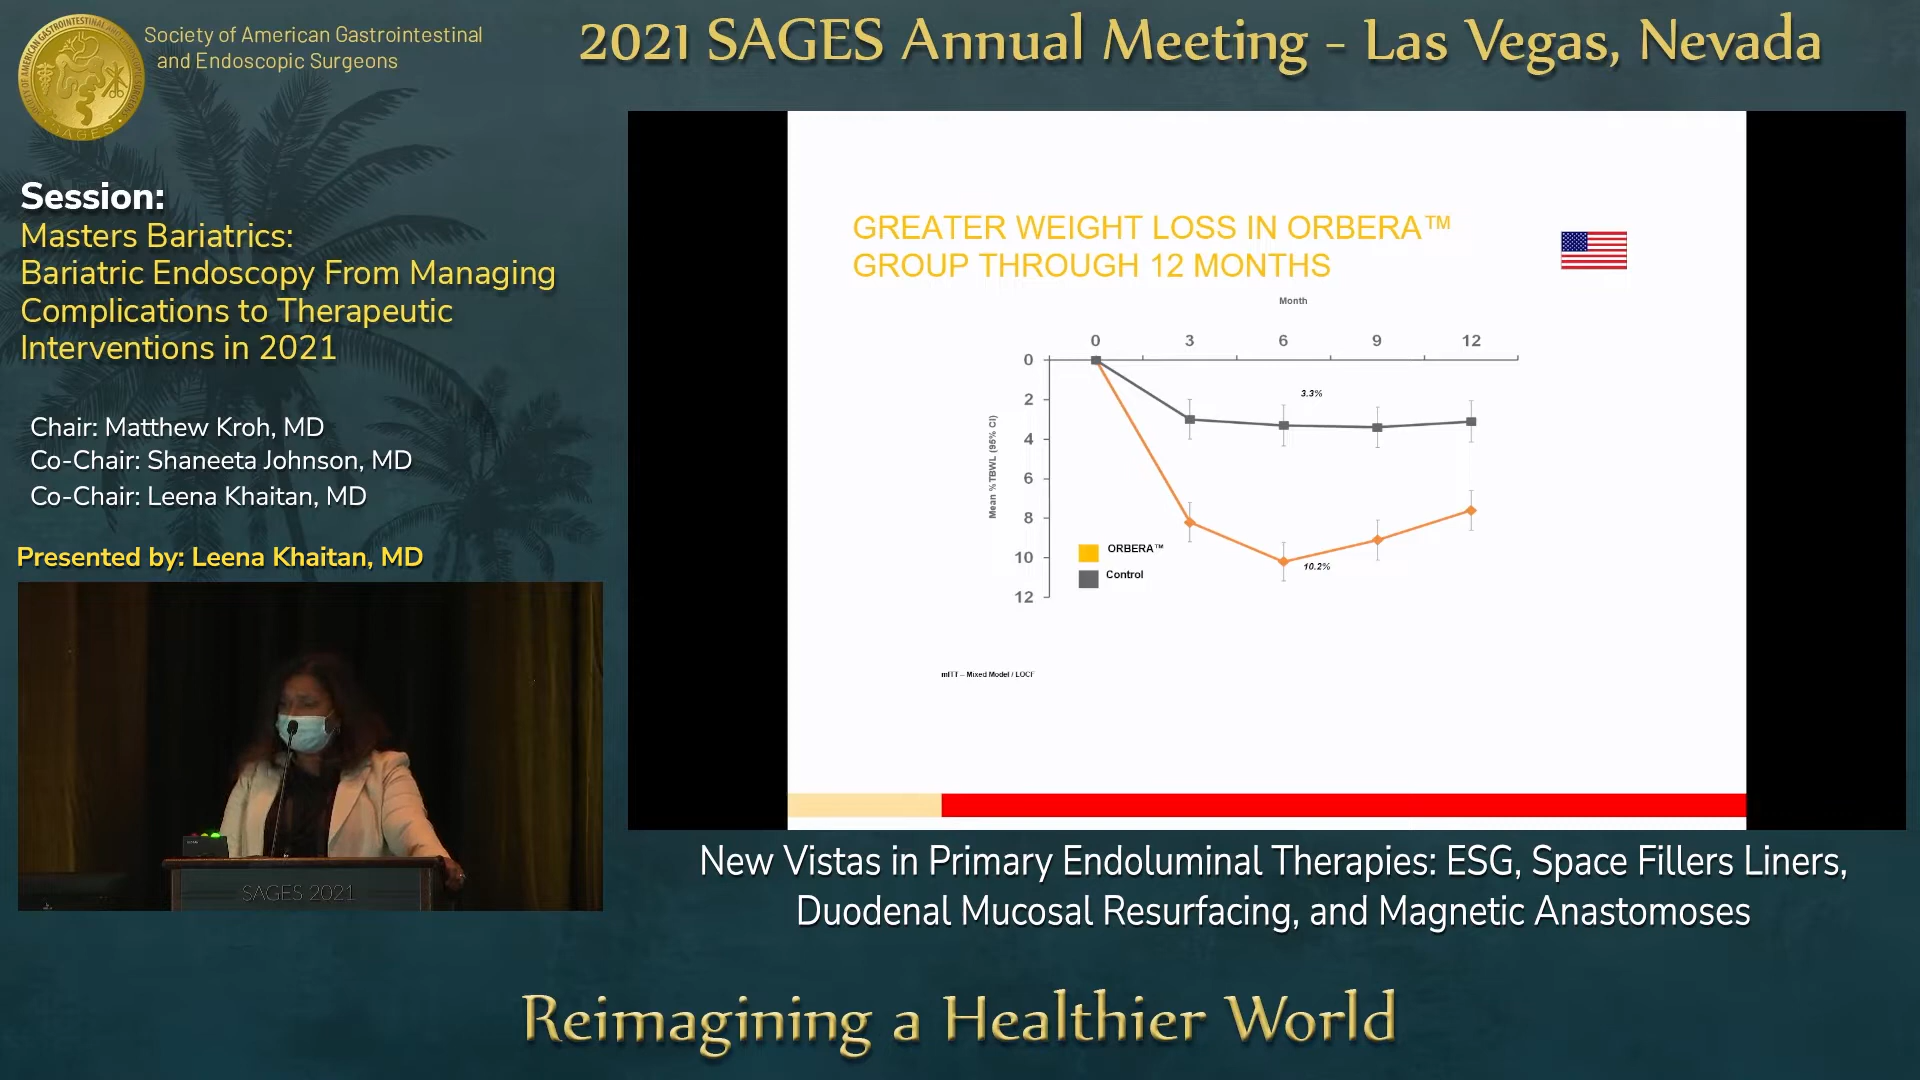 Society of American Gastrointestinal
and Endoscopic Surgeons
2021 SAGES Annual Meeting - Las Vegas, Nevada
SAGES
Session:
Masters Bariatrics:
Bariatric Endoscopy From Managing
Complications to Therapeutic
Interventions in 2021
Chair: Matthew Kroh, MD
Co-Chair: Shaneeta Johnson, MD
Co-Chair: Leena Khaitan, MD
Presented by: Leena Khaitan, MD
SAGES 2021
GREATER WEIGHT LOSS IN ORBERA™
GROUP THROUGH 12 MONTHS
Month
0 3 6 9 12
0
2
4
6
8
10
12
Mean %TBWL (95% CI)
3.3%
10.2%
ORBERA™
Control
mITT – Mixed Model / LOCF
New Vistas in Primary Endoluminal Therapies: ESG, Space Fillers Liners,
Duodenal Mucosal Resurfacing, and Magnetic Anastomoses
Reimagining a Healthier World